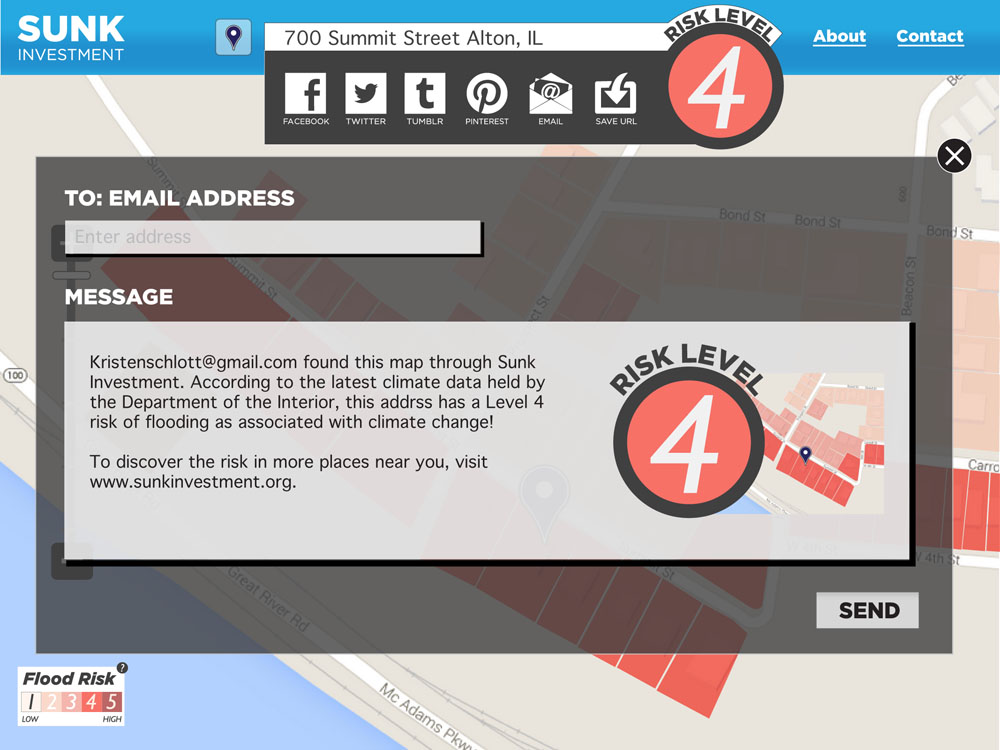 SUNK
INVESTMENT
700 Summit Street Alton, IL
RISK LEVEL
4
About
Contact
FACEBOOK
TWITTER
TUMBLR
PINTEREST
EMAIL
SAVE URL
TO: EMAIL ADDRESS
Enter address
MESSAGE
Kristenschlott@gmail.com found this map through Sunk
Investment. According to the latest climate data held by
the Department of the Interior, this addrss has a Level 4
risk of flooding as associated with climate change!
To discover the risk in more places near you, visit
www.sunkinvestment.org.
RISK LEVEL
4
SEND
Bond St
Bond St
Bond St
600
Beacon St
Summit St
100
Carro
W 4th St
W 4th St
Great River Rd
Mc Adams Pkwy
Flood Risk
?
1 2 3 4 5
LOW
HIGH